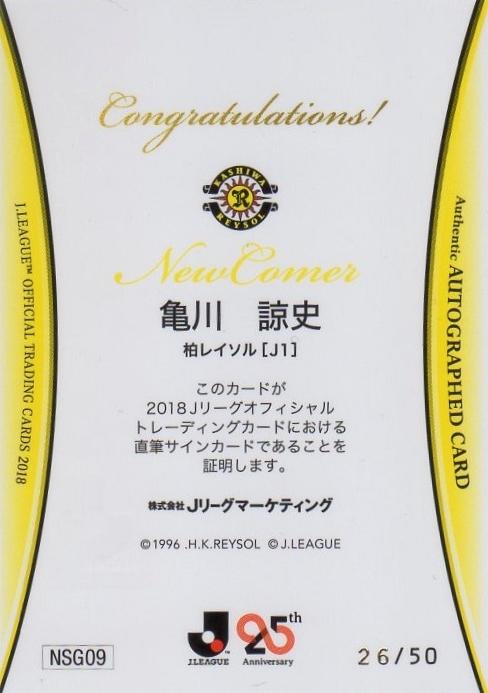 Congratulations!
KASHIWA
R
REYSOL
New Comer
亀川 諒史
柏レイソル [J1]
このカードが
2018 Jリーグオフィシャル
トレーディングカードにおける
直筆サインカードであることを
証明します。
株式会社 Jリーグマーケティング
©1996 .H.K.REYSOL ©J.LEAGUE
J.LEAGUE™ OFFICIAL TRADING CARDS 2018
Authentic AUTOGRAPHED CARD
J.LEAGUE™
25th
Anniversary
NSG09
26/50